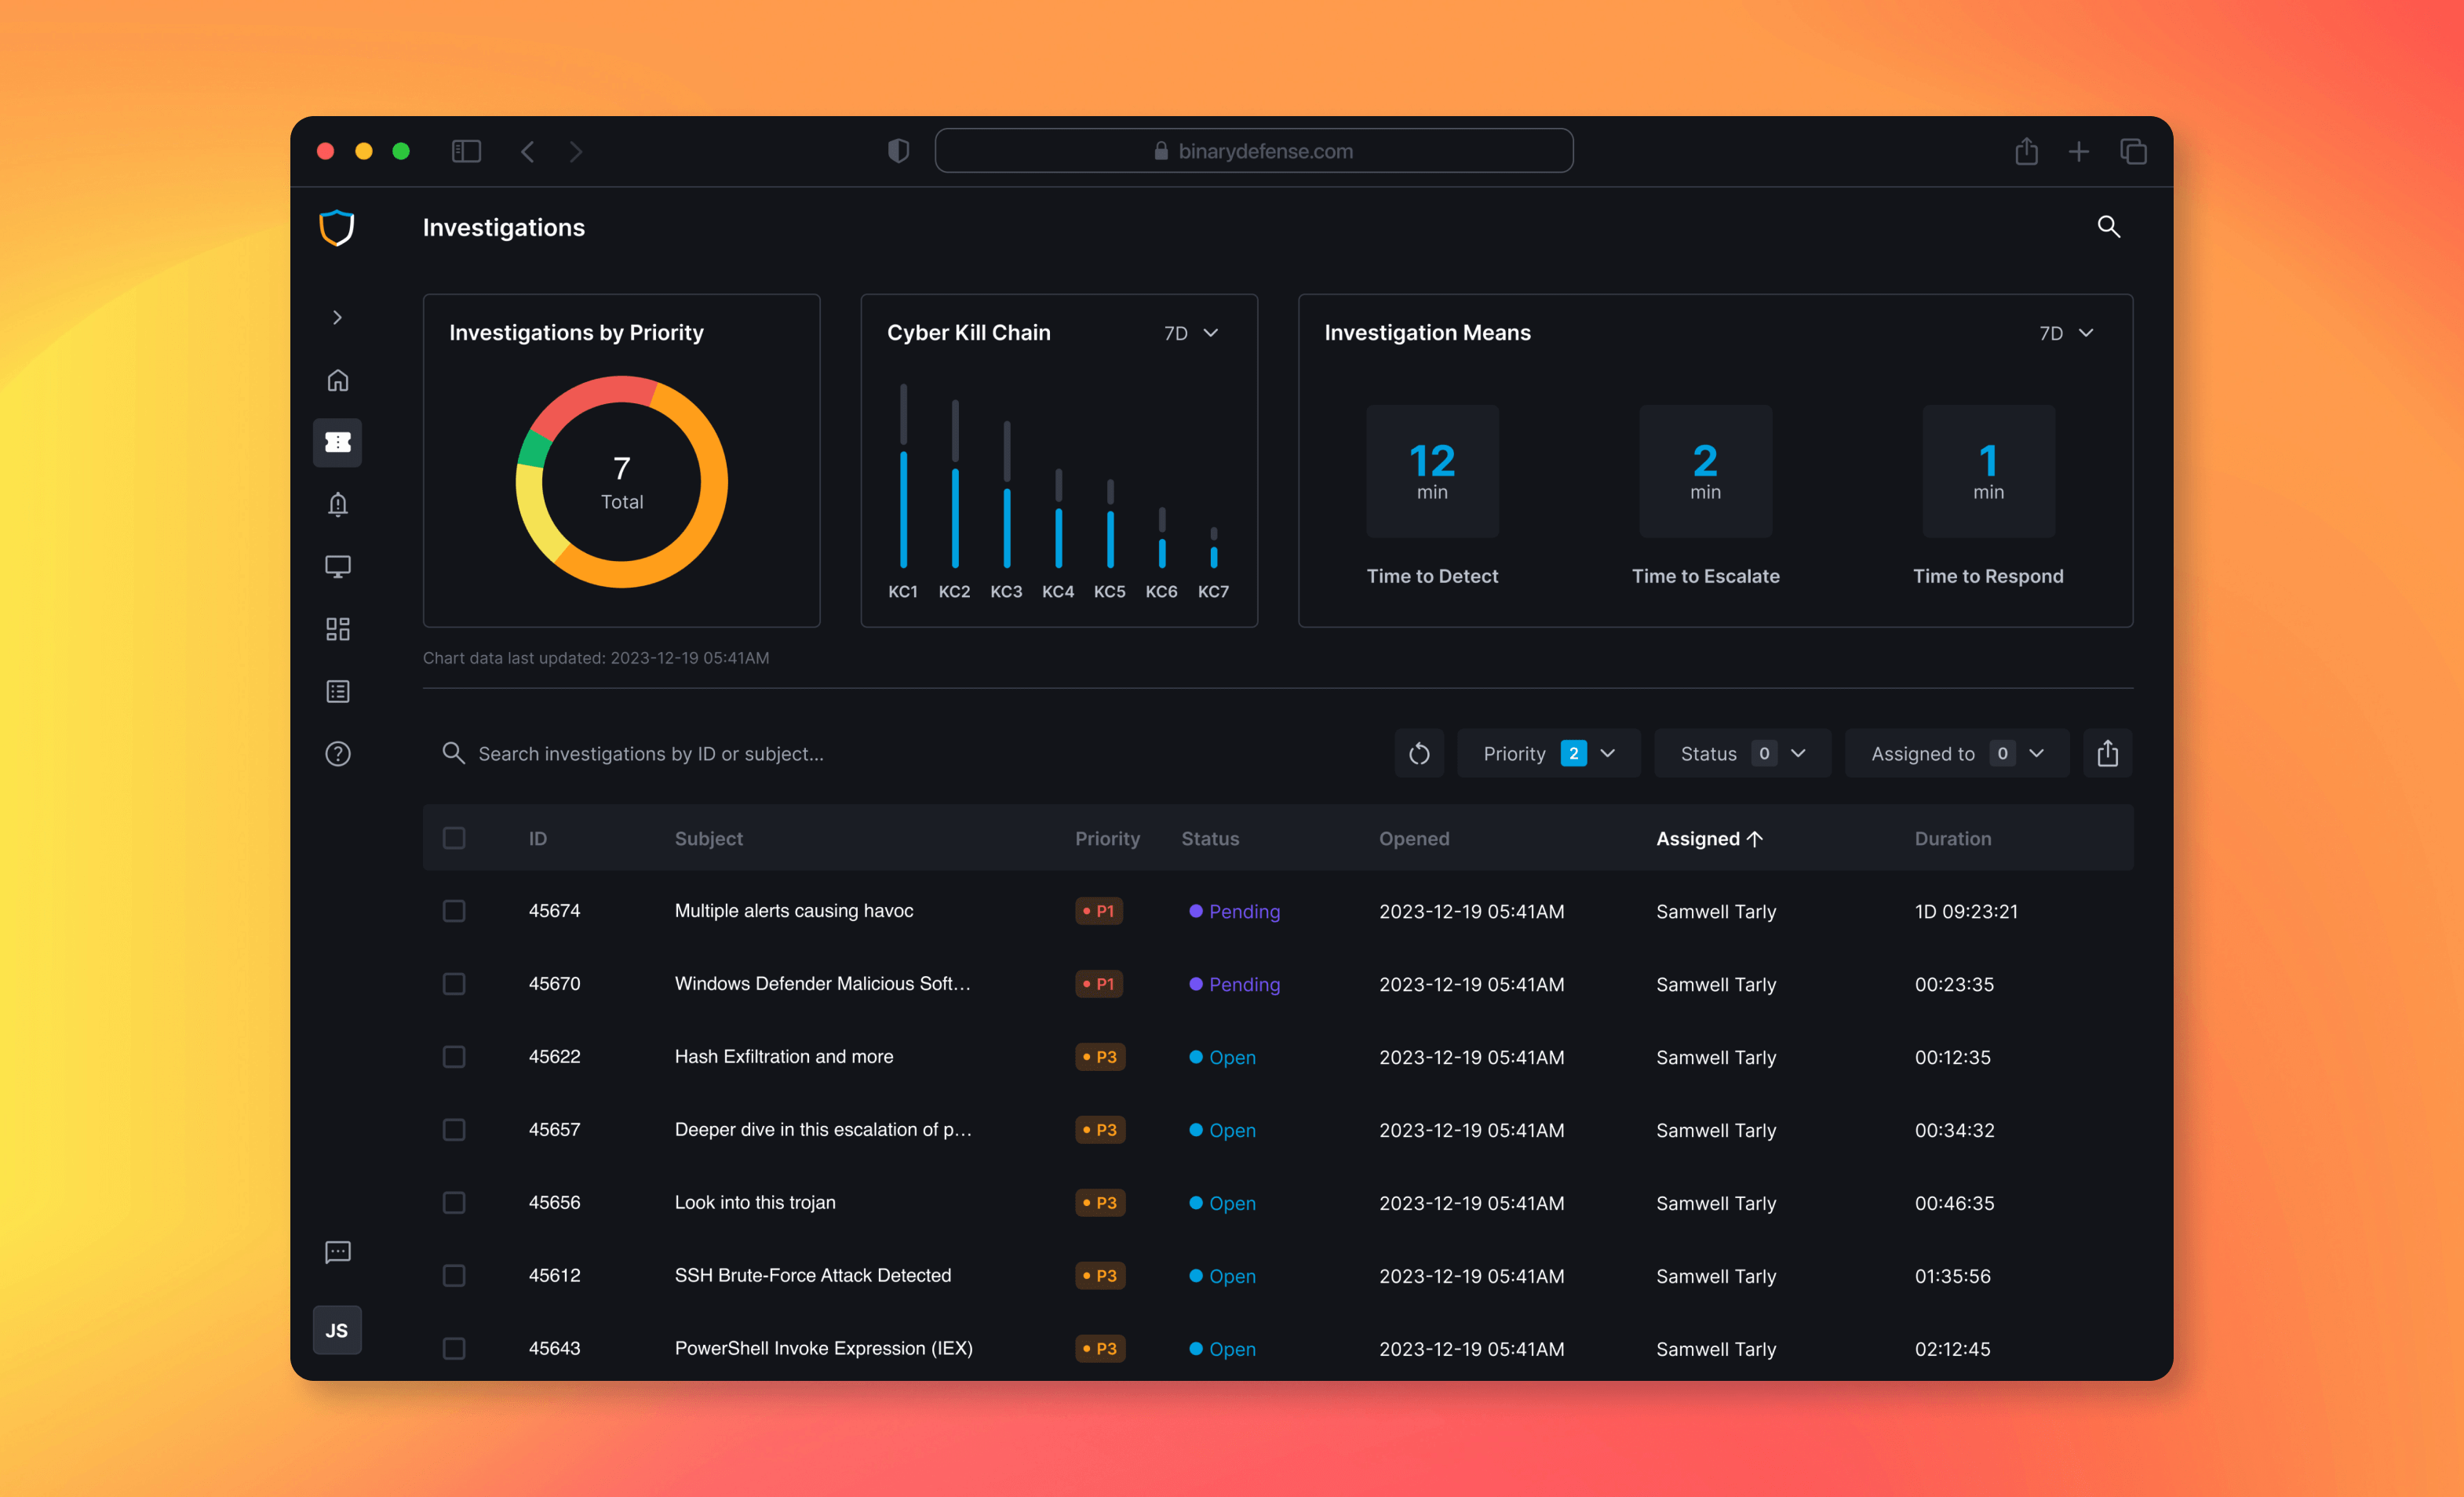 binarydefense.com
Investigations
Investigations by Priority
7
Total
Cyber Kill Chain
7D
KC1 KC2 KC3 KC4 KC5 KC6 KC7
Investigation Means
7D
12
min
Time to Detect
2
min
Time to Escalate
1
min
Time to Respond
Chart data last updated: 2023-12-19 05:41AM
Search investigations by ID or subject...
Priority 2
Status 0
Assigned to 0
ID Subject Priority Status Opened Assigned Duration
45674 Multiple alerts causing havoc P1 Pending 2023-12-19 05:41AM Samwell Tarly 1D 09:23:21
45670 Windows Defender Malicious Soft... P1 Pending 2023-12-19 05:41AM Samwell Tarly 00:23:35
45622 Hash Exfiltration and more P3 Open 2023-12-19 05:41AM Samwell Tarly 00:12:35
45657 Deeper dive in this escalation of p... P3 Open 2023-12-19 05:41AM Samwell Tarly 00:34:32
45656 Look into this trojan P3 Open 2023-12-19 05:41AM Samwell Tarly 00:46:35
45612 SSH Brute-Force Attack Detected P3 Open 2023-12-19 05:41AM Samwell Tarly 01:35:56
45643 PowerShell Invoke Expression (IEX) P3 Open 2023-12-19 05:41AM Samwell Tarly 02:12:45
JS